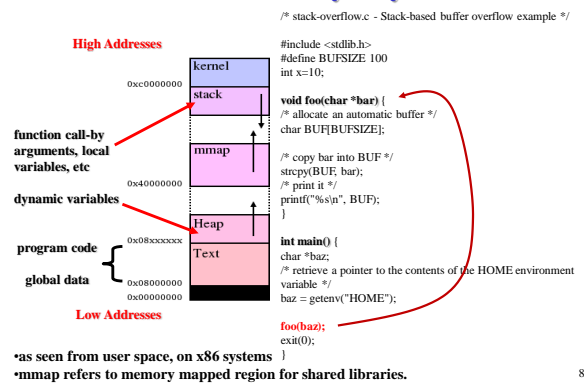 /* stack-overflow.c - Stack-based buffer overflow example */
High Addresses
kernel
0xc0000000
stack
function call-by
arguments, local
variables, etc
mmap
0x40000000
dynamic variables
Heap
0x08xxxxxx
program code
Text
global data
0x08000000
0x00000000
Low Addresses
#include <stdlib.h>
#define BUFSIZE 100
int x=10;
void foo(char *bar) {
/* allocate an automatic buffer */
char BUF[BUFSIZE];
/* copy bar into BUF */
strcpy(BUF, bar);
/* print it */
printf("%s\n", BUF);
}
int main() {
char *baz;
/* retrieve a pointer to the contents of the HOME environment
variable */
baz = getenv("HOME");
foo(baz);
exit(0);
}
•as seen from user space, on x86 systems
•mmap refers to memory mapped region for shared libraries.
8